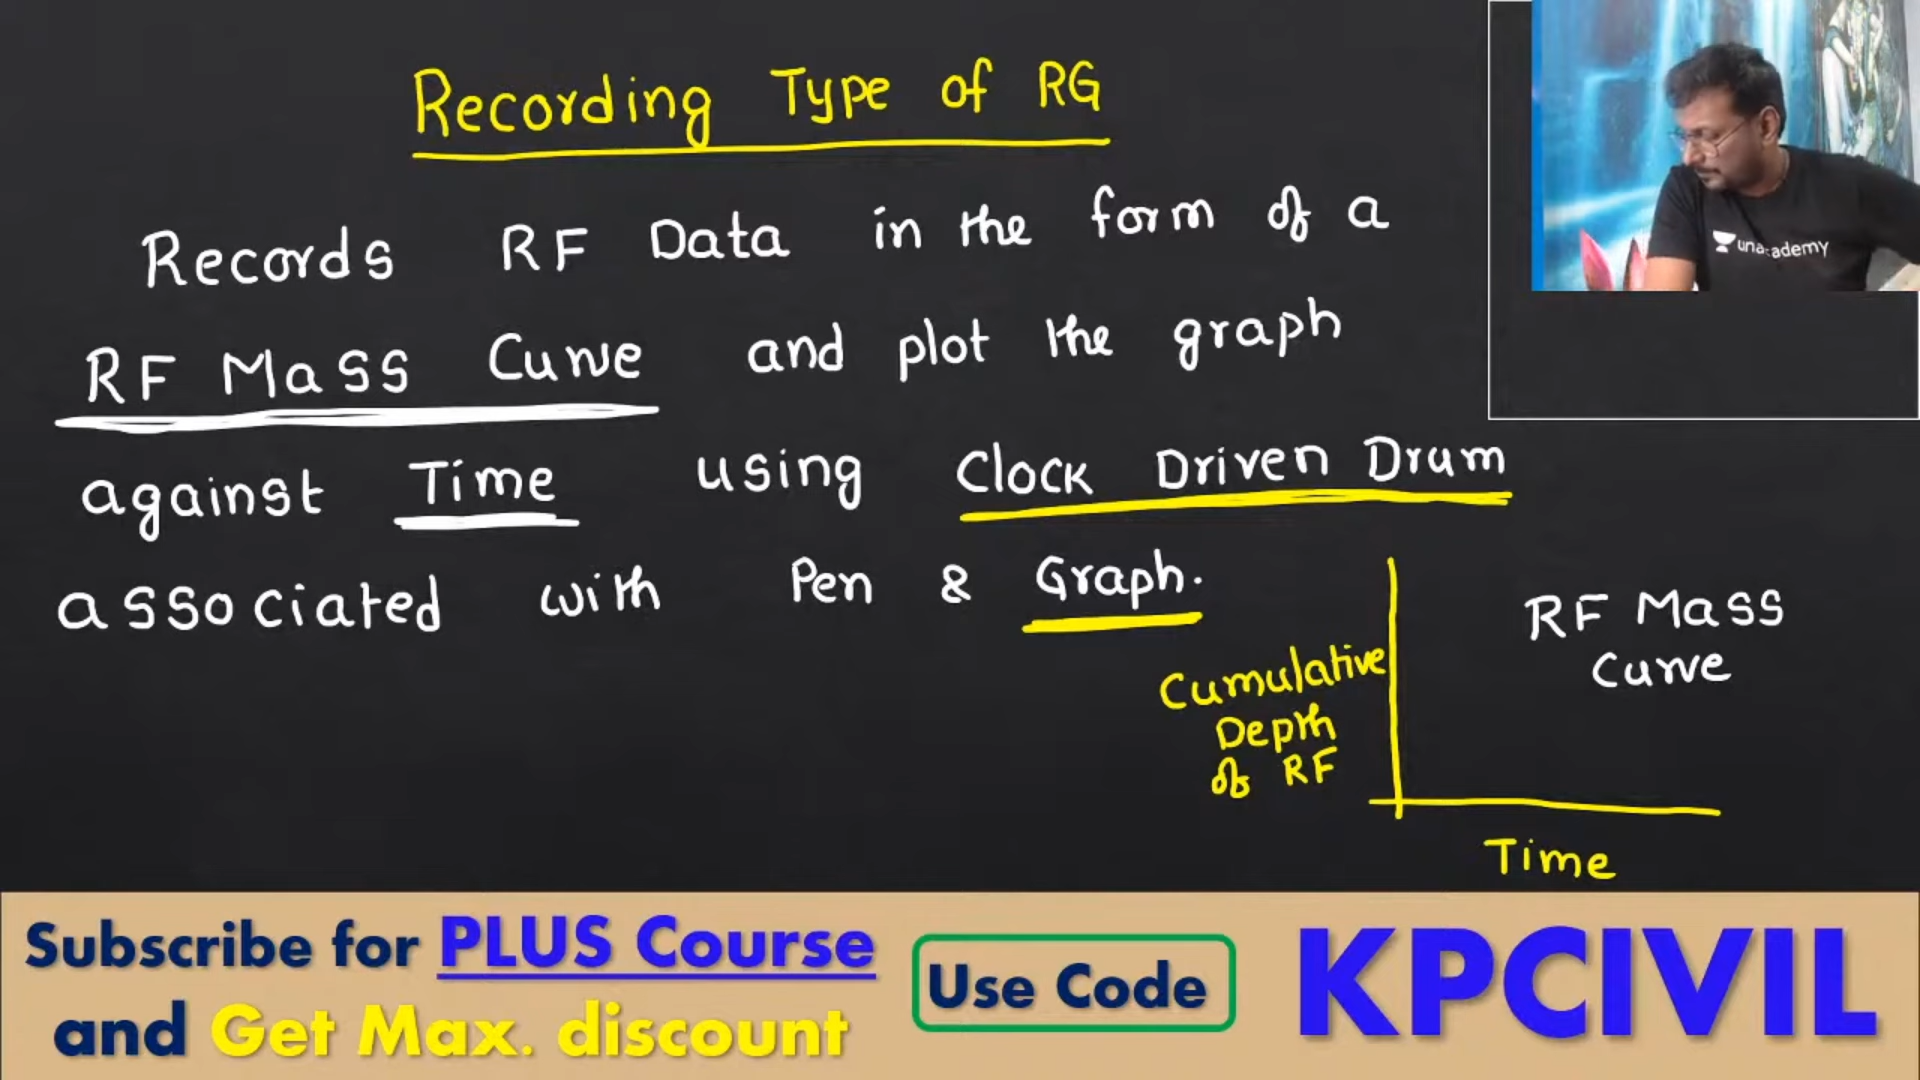 Recording Type of RG
Records RF Data in the form of a
RF Mass Curve and plot the graph
against Time using Clock Driven Drum
associated with Pen & Graph.
RF Mass
Curve
Cumulative
Depth
of RF
Time
unacademy
Subscribe for PLUS Course
and Get Max. discount
Use Code
KPCIVIL